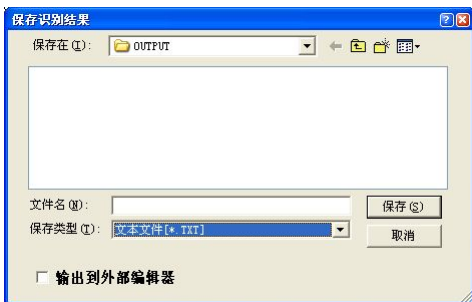 保存识别结果
保存在(I): OUTPUT
文件名(N): 保存(S)
保存类型(T): 文本文件[*.TXT] 取消
输出到外部编辑器